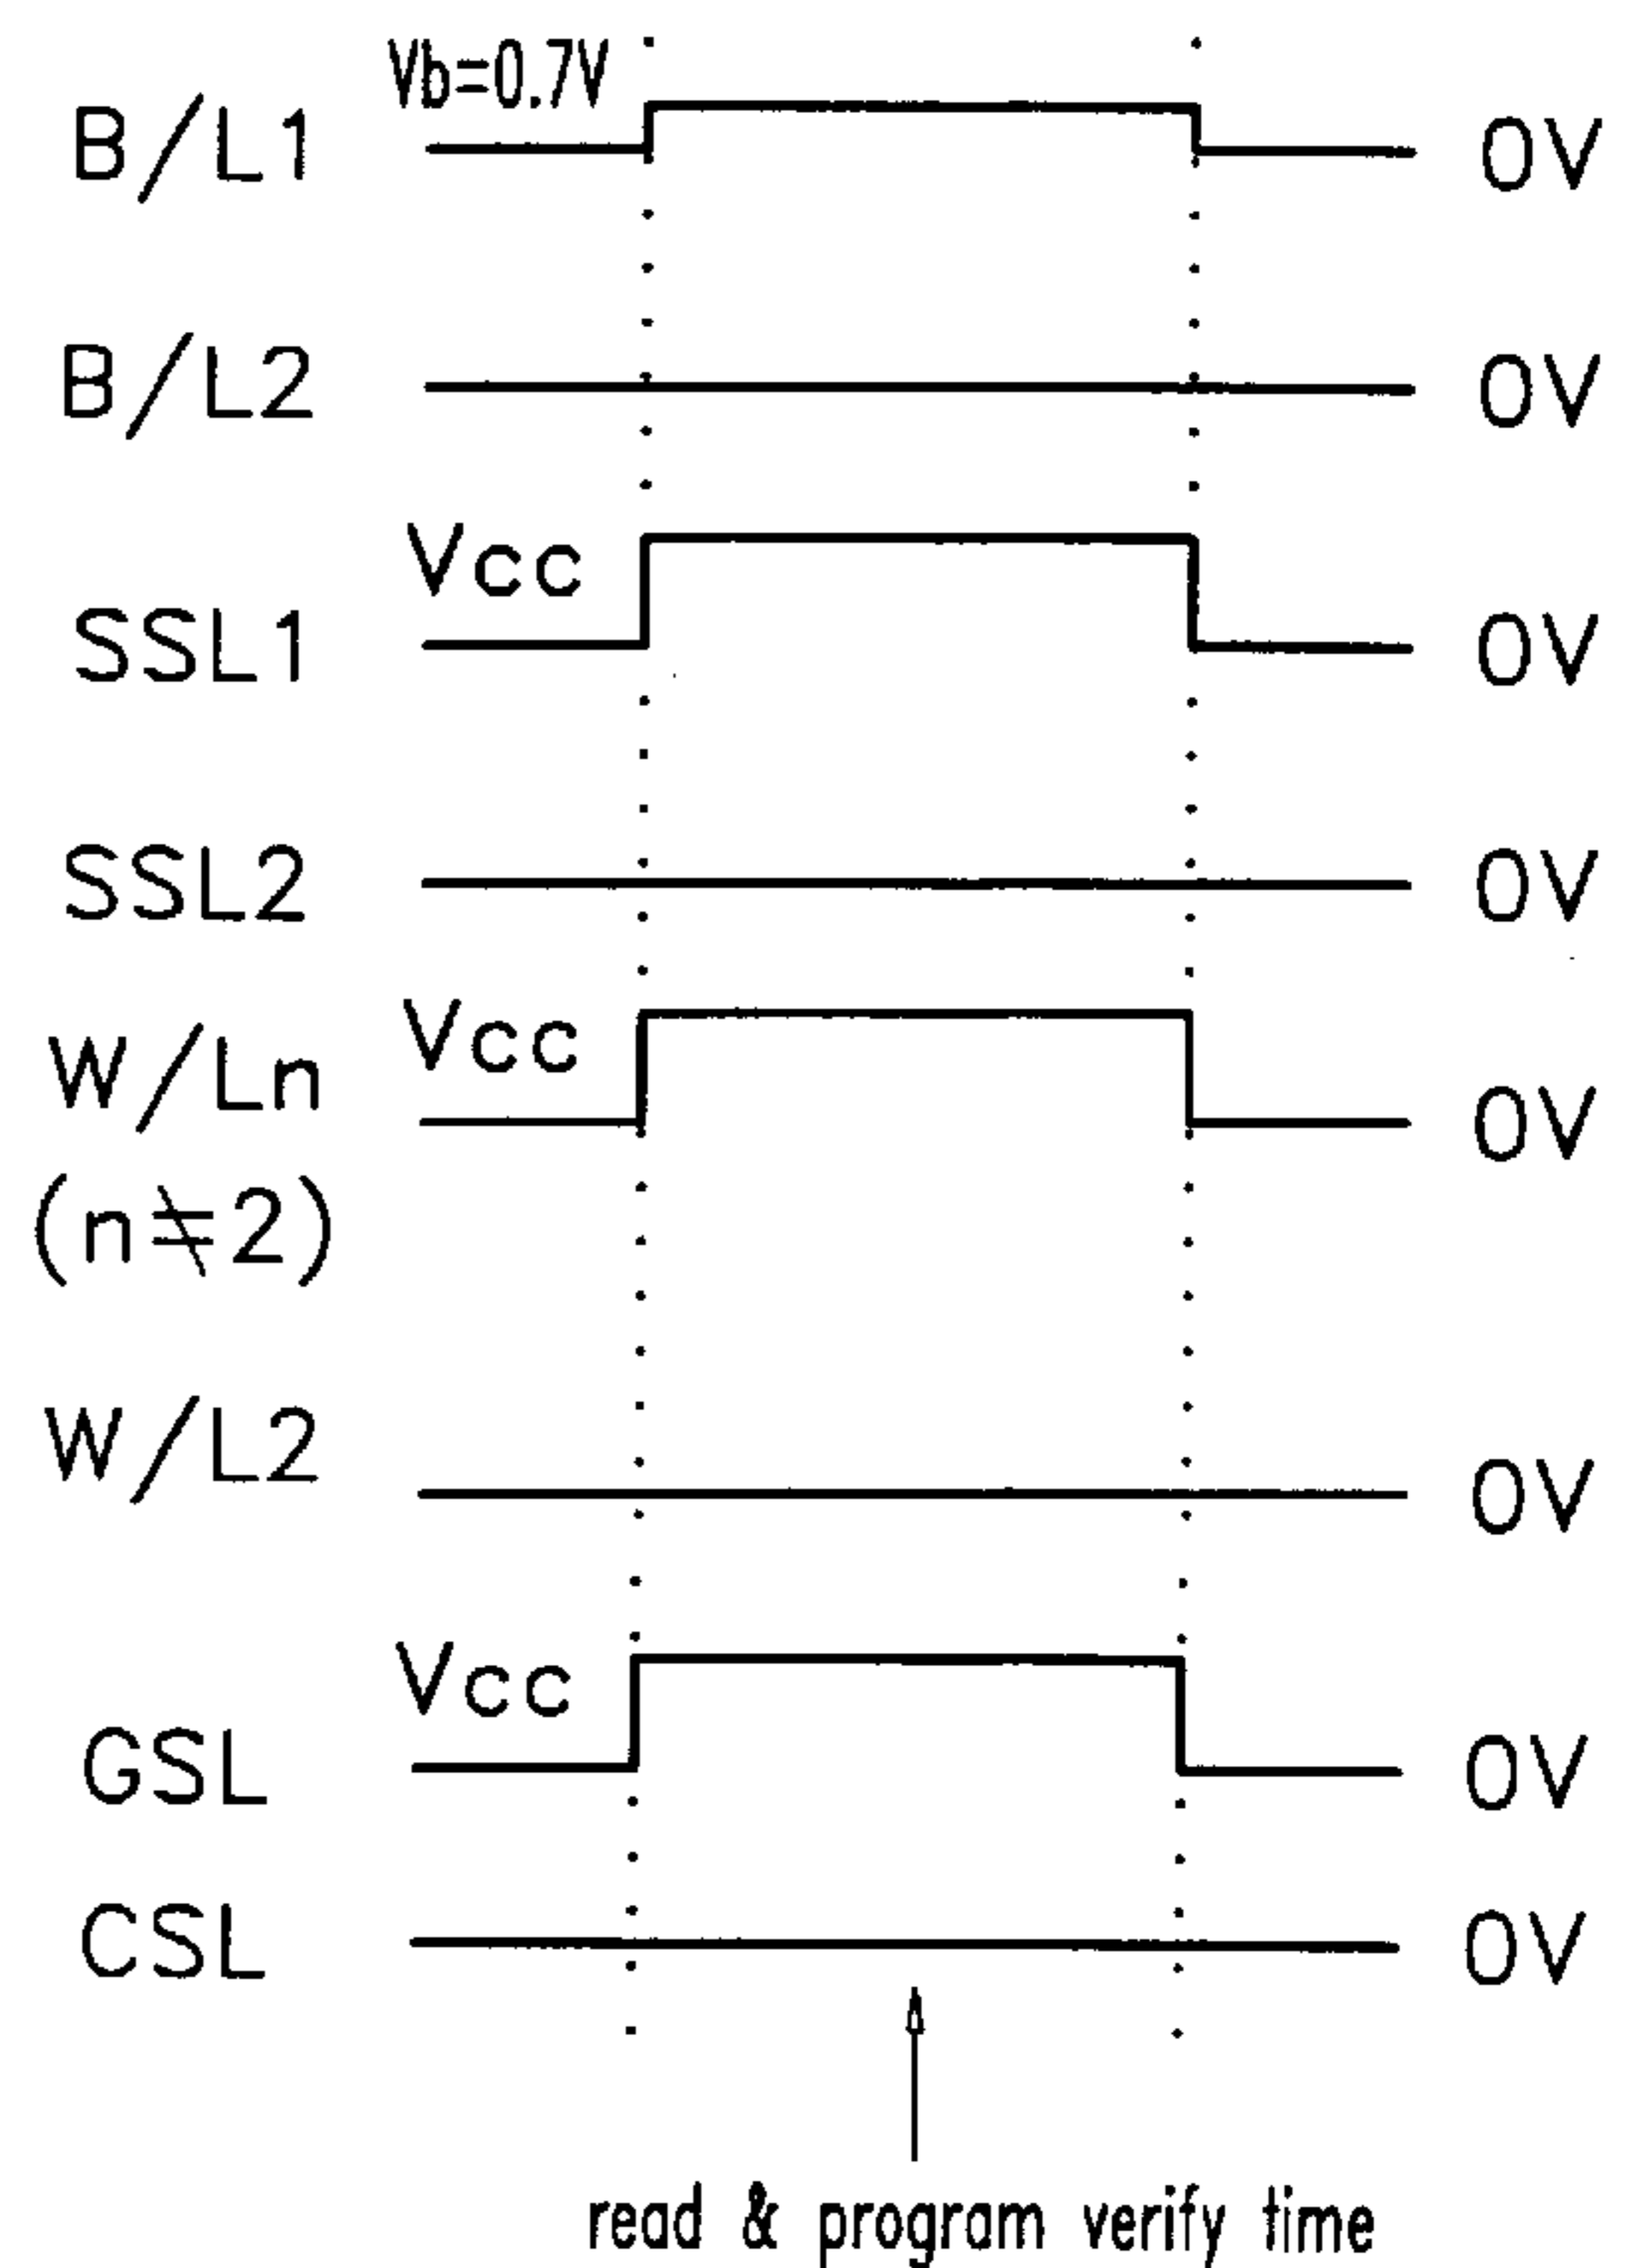 Vb=0.7V
B/L1 0V
B/L2 0V
Vcc
SSL1 0V
SSL2 0V
Vcc
W/Ln 0V
(n≠2)
W/L2 0V
Vcc
GSL 0V
CSL 0V
read & program verify time